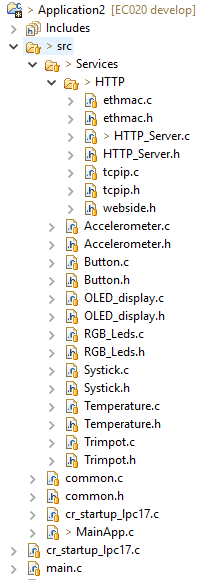 > Application2 [EC020 develop]
Includes
> src
> Services
> HTTP
ethmac.c
ethmac.h
> HTTP_Server.c
HTTP_Server.h
tcpip.c
tcpip.h
webside.h
Accelerometer.c
Accelerometer.h
Button.c
Button.h
OLED_display.c
OLED_display.h
RGB_Leds.c
RGB_Leds.h
Systick.c
Systick.h
Temperature.c
Temperature.h
Trimpot.c
Trimpot.h
common.c
common.h
cr_startup_lpc17.c
> MainApp.c
cr_startup_lpc17.c
main.c